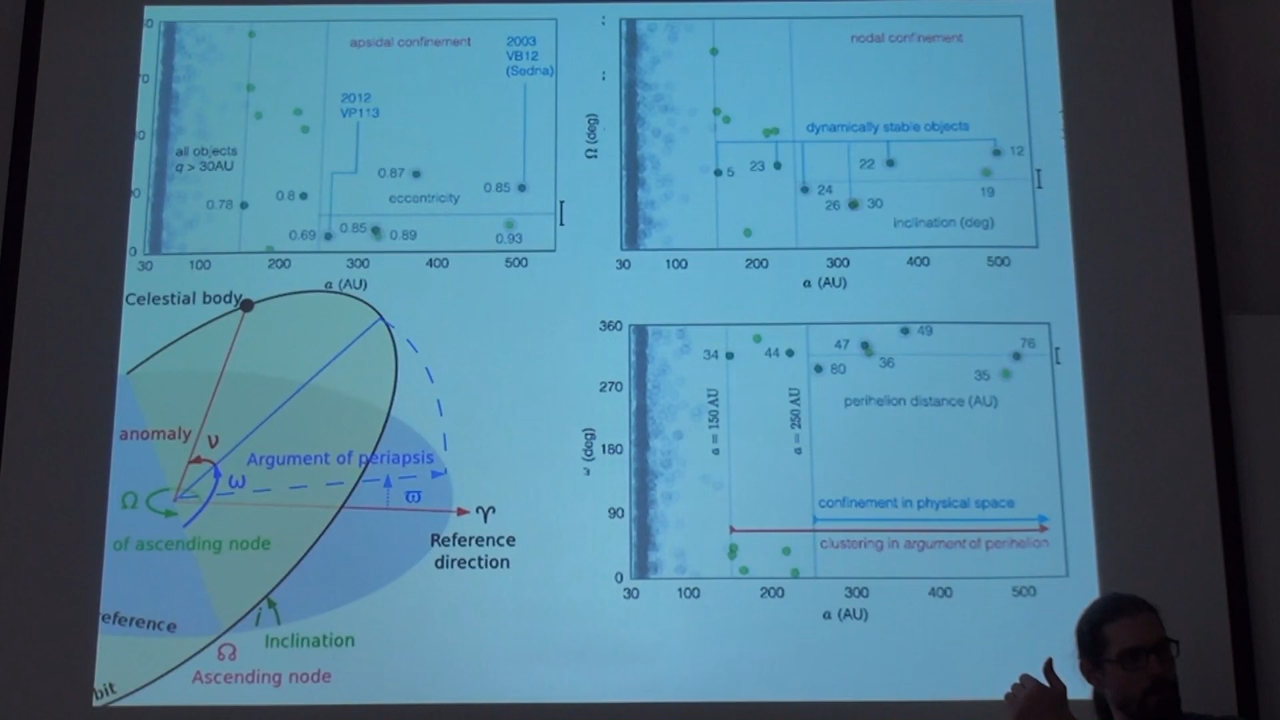 apsidal confinement
2003
VB12
(Sedna)
2012
VP113
all objects
q > 30AU
0.87
0.85
0.8
0.78
eccentricity
0.69
0.85
0.89
0.93
0
30
100
200
300
400
500
a (AU)
nodal confinement
Ω (deg)
dynamically stable objects
5
23
22
12
24
26
30
19
inclination (deg)
30
100
200
300
400
500
a (AU)
Celestial body
anomaly
ν
Argument of periapsis
ω
ϖ
Ω
♈
Reference
direction
of ascending node
eference
i
Inclination
☊
Ascending node
bit
360
270
180
90
0
(deg)
34
44
47
49
36
80
76
35
a = 150 AU
a = 250 AU
perihelion distance (AU)
confinement in physical space
clustering in argument of perihelion
30
100
200
300
400
500
a (AU)